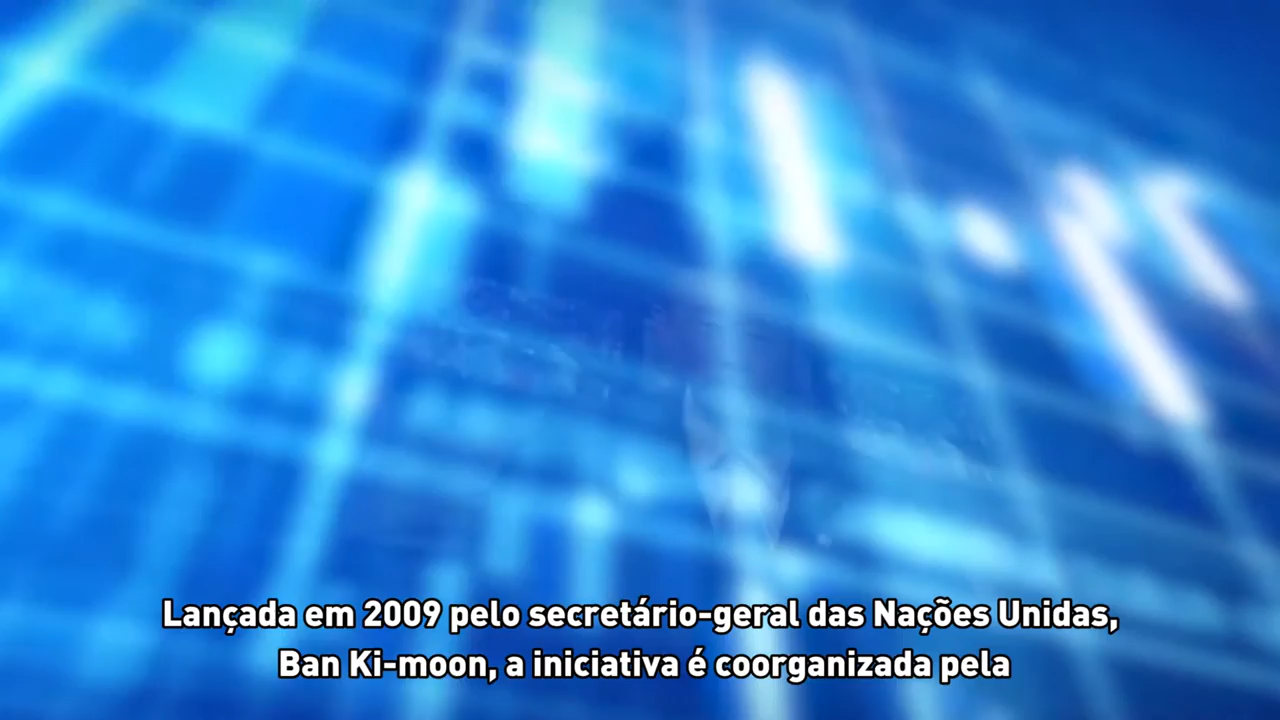 Lançada em 2009 pelo secretário-geral das Nações Unidas,
Ban Ki-moon, a iniciativa é coorganizada pela